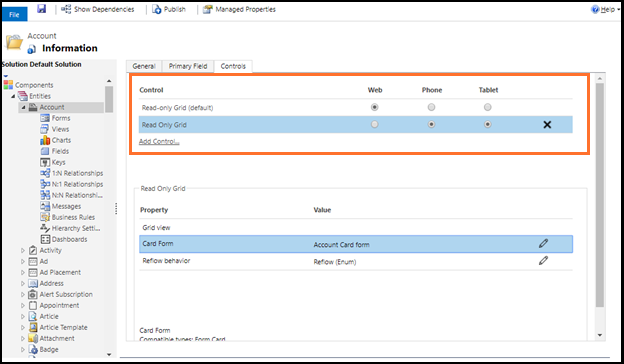 File
Show Dependencies
Publish
Managed Properties
Help
Account
Information
Solution Default Solution
Components
Entities
Account
Forms
Views
Charts
Fields
Keys
1:N Relationships
N:1 Relationships
N:N Relationshi...
Messages
Business Rules
Hierarchy Setti...
Dashboards
Activity
Ad
Ad Placement
Address
Alert Subscription
Appointment
Article
Article Template
Attachment
Badge
General Primary Field Controls
Control Web Phone Tablet
Read-only Grid (default)
Read Only Grid
Add Control...
Read Only Grid
Property Value
Grid view
Card Form Account Card form
Reflow behavior Reflow (Enum)
Card Form
Compatible types: Form Card